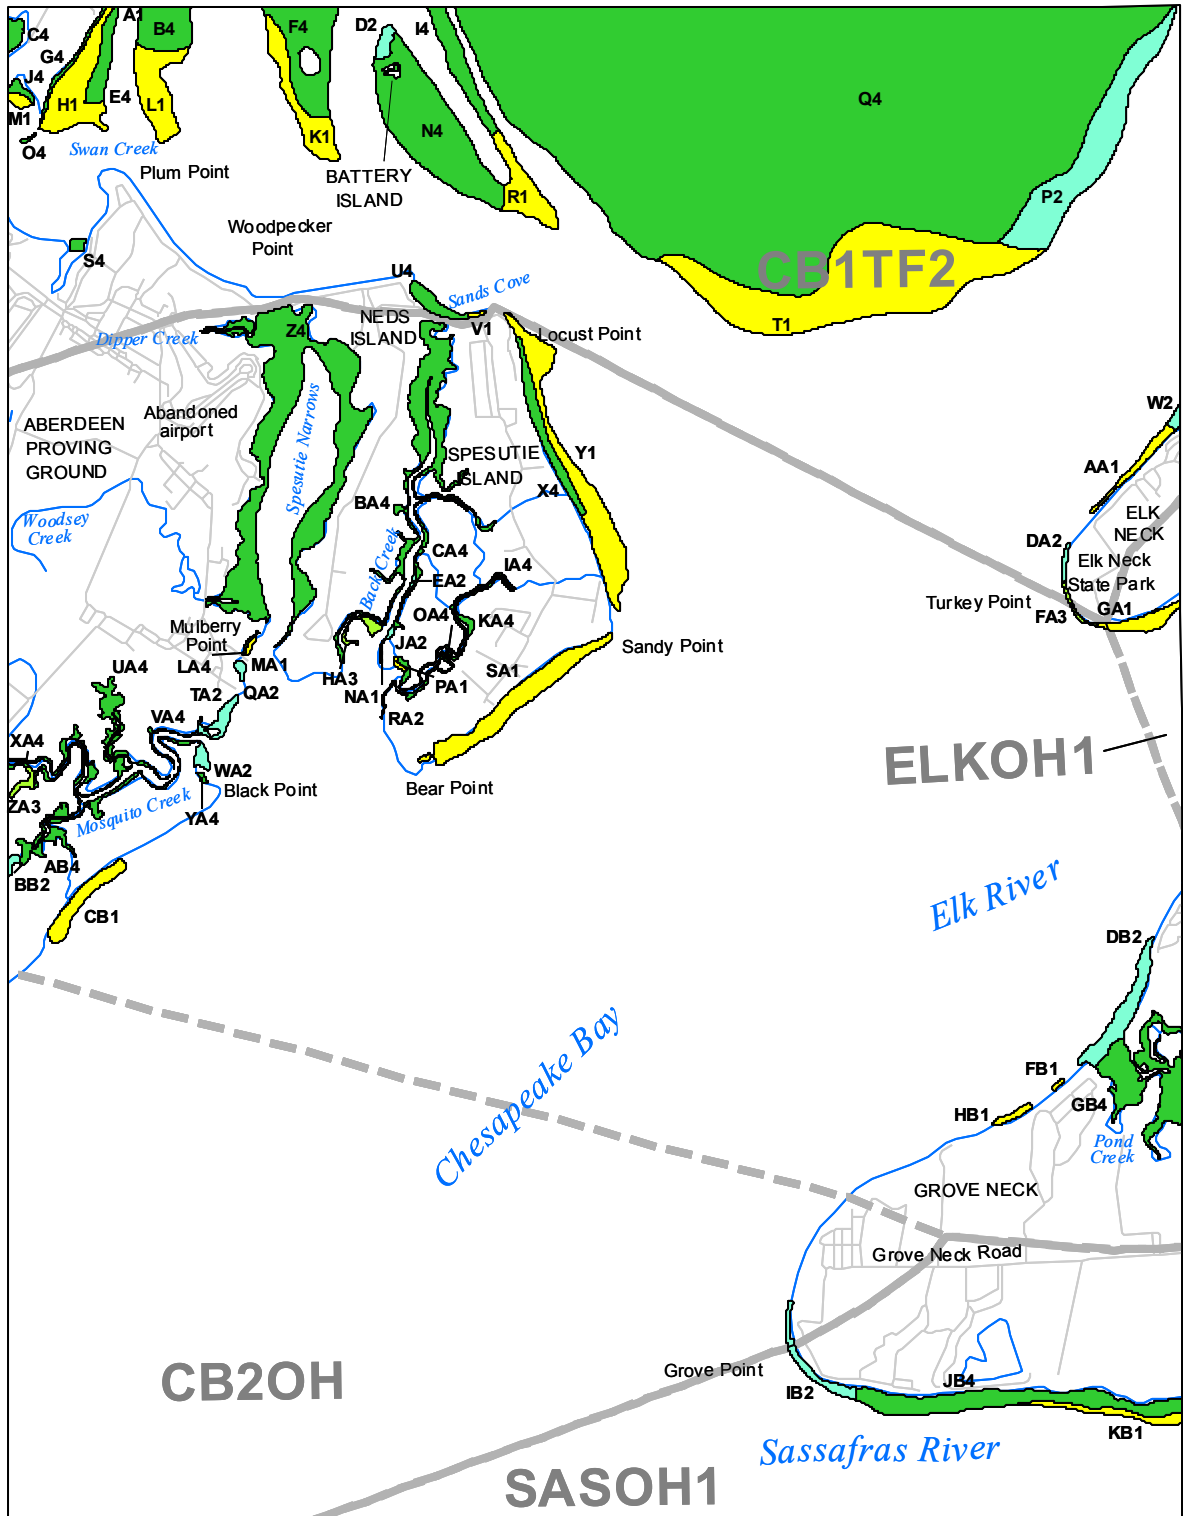 A1
B4
F4
D2
I4
C4
G4
J4
E4
H1
L1
M1
O4
K1
N4
Q4
R1
P2
Swan Creek
Plum Point
BATTERY
ISLAND
Woodpecker
Point
S4
U4
Sands Cove
CB1TF2
T1
NEDS
ISLAND
V1
Locust Point
Dipper Creek
Z4
Abandoned
airport
Spesutie Narrows
ABERDEEN
PROVING
GROUND
W2
AA1
Y1
SPESUTIE
ISLAND
X4
BA4
ELK
NECK
Woodsey
Creek
Back Creek
CA4
IA4
EA2
DA2
Elk Neck
State Park
Turkey Point
FA3
GA1
OA4
KA4
Mulberry
Point
JA2
Sandy Point
UA4
LA4
MA1
HA3
NA1
PA1
SA1
TA2
QA2
RA2
VA4
XA4
WA2
ELKOH1
ZA3
Mosquito Creek
YA4
Black Point
Bear Point
AB4
BB2
CB1
Elk River
DB2
Chesapeake Bay
FB1
HB1
GB4
Pond
Creek
GROVE NECK
Grove Neck Road
CB2OH
Grove Point
IB2
JB4
KB1
Sassafras River
SASOH1